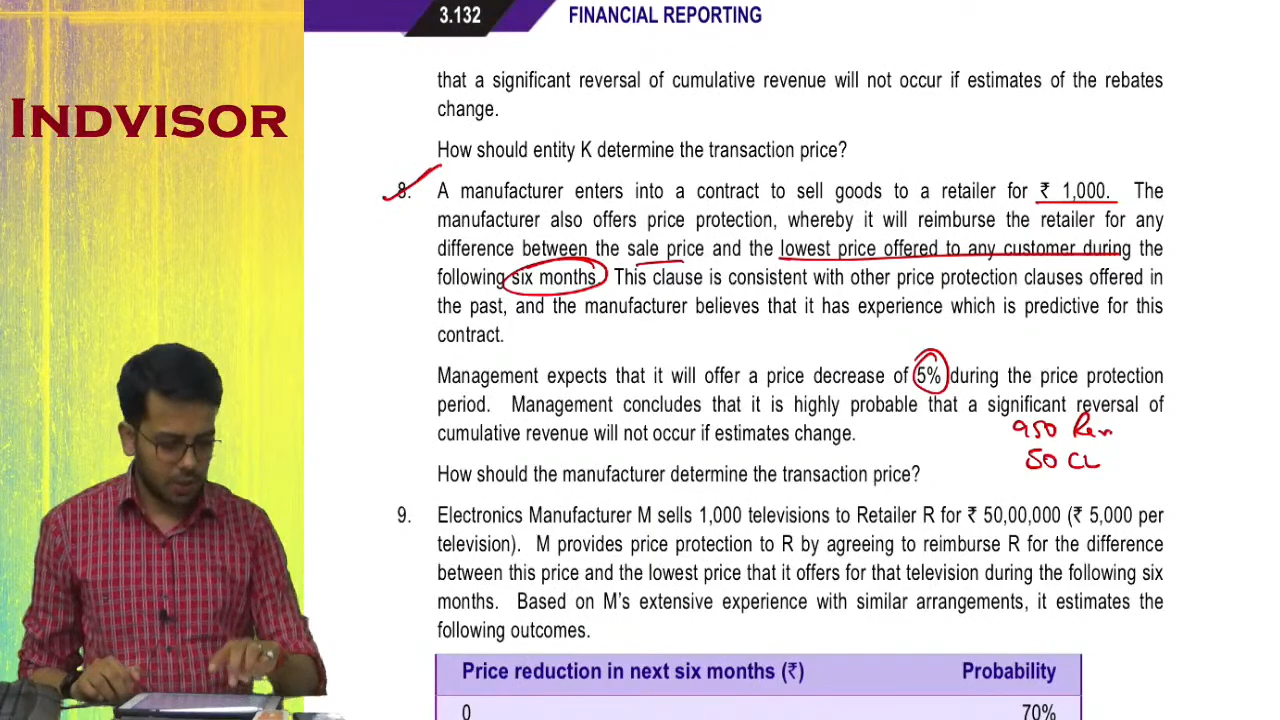 3.132
FINANCIAL REPORTING
INDVISOR
that a significant reversal of cumulative revenue will not occur if estimates of the rebates
change.
How should entity K determine the transaction price?
8. A manufacturer enters into a contract to sell goods to a retailer for ₹ 1,000. The
manufacturer also offers price protection, whereby it will reimburse the retailer for any
difference between the sale price and the lowest price offered to any customer during the
following six months. This clause is consistent with other price protection clauses offered in
the past, and the manufacturer believes that it has experience which is predictive for this
contract.
Management expects that it will offer a price decrease of 5% during the price protection
period. Management concludes that it is highly probable that a significant reversal of
cumulative revenue will not occur if estimates change.
950 Rev
50 CL
How should the manufacturer determine the transaction price?
9. Electronics Manufacturer M sells 1,000 televisions to Retailer R for ₹ 50,00,000 (₹ 5,000 per
television). M provides price protection to R by agreeing to reimburse R for the difference
between this price and the lowest price that it offers for that television during the following six
months. Based on M's extensive experience with similar arrangements, it estimates the
following outcomes.
Price reduction in next six months (₹) Probability
0 70%